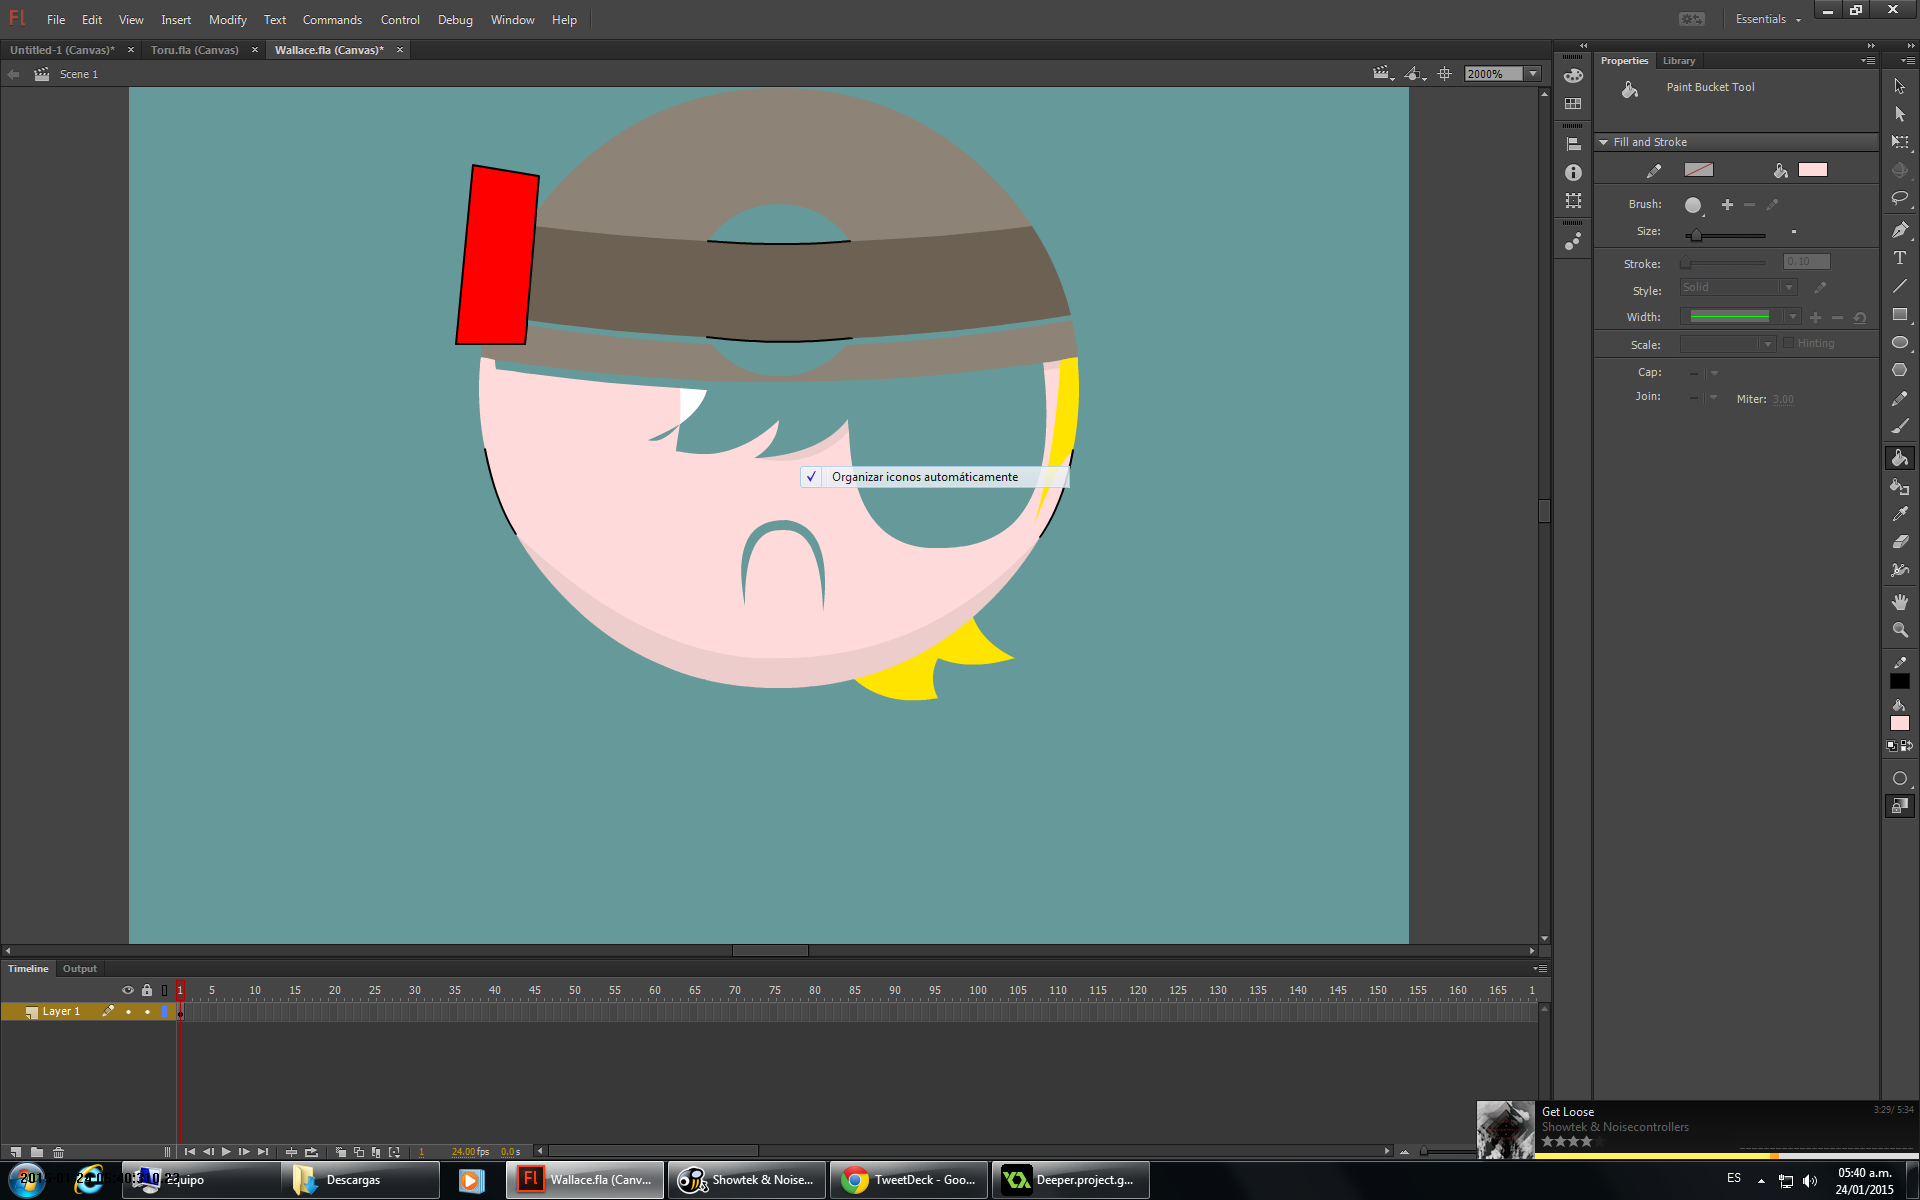 Fl File Edit View Insert Modify Text Commands Control Debug Window Help Essentials
Untitled-1 (Canvas)* Toru.fla (Canvas) Wallace.fla (Canvas)*
Scene 1 2000%
Properties Library
Paint Bucket Tool
Fill and Stroke
Brush:
Size:
Stroke: 0,10
Style: Solid
Width:
Scale: Hinting
Cap:
Join: Miter: 3,00
✓ Organizar iconos automáticamente
Timeline Output
1 5 10 15 20 25 30 35 40 45 50 55 60 65 70 75 80 85 90 95 100 105 110 115 120 125 130 135 140 145 150 155 160 165 1
Layer 1
1 24.00 fps 0.0 s
Get Loose 3:29/ 5:34
Showtek & Noisecontrollers
Equipo Descargas Fl Wallace.fla (Canv... Showtek & Noise... TweetDeck - Goo... Deeper.project.g... ES 05:40 a.m.
24/01/2015